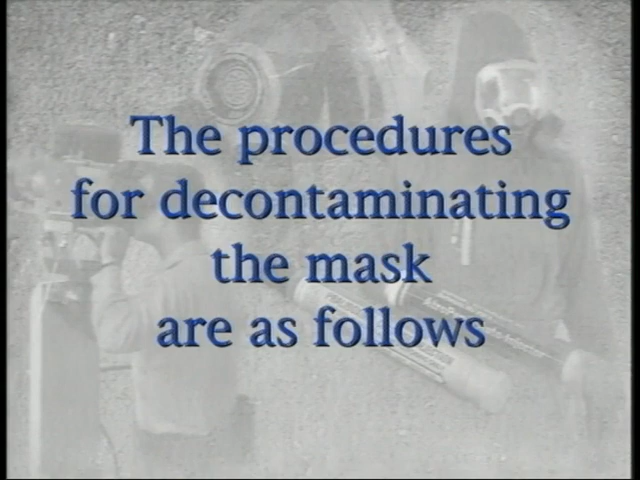 The procedures
for decontaminating
the mask
are as follows